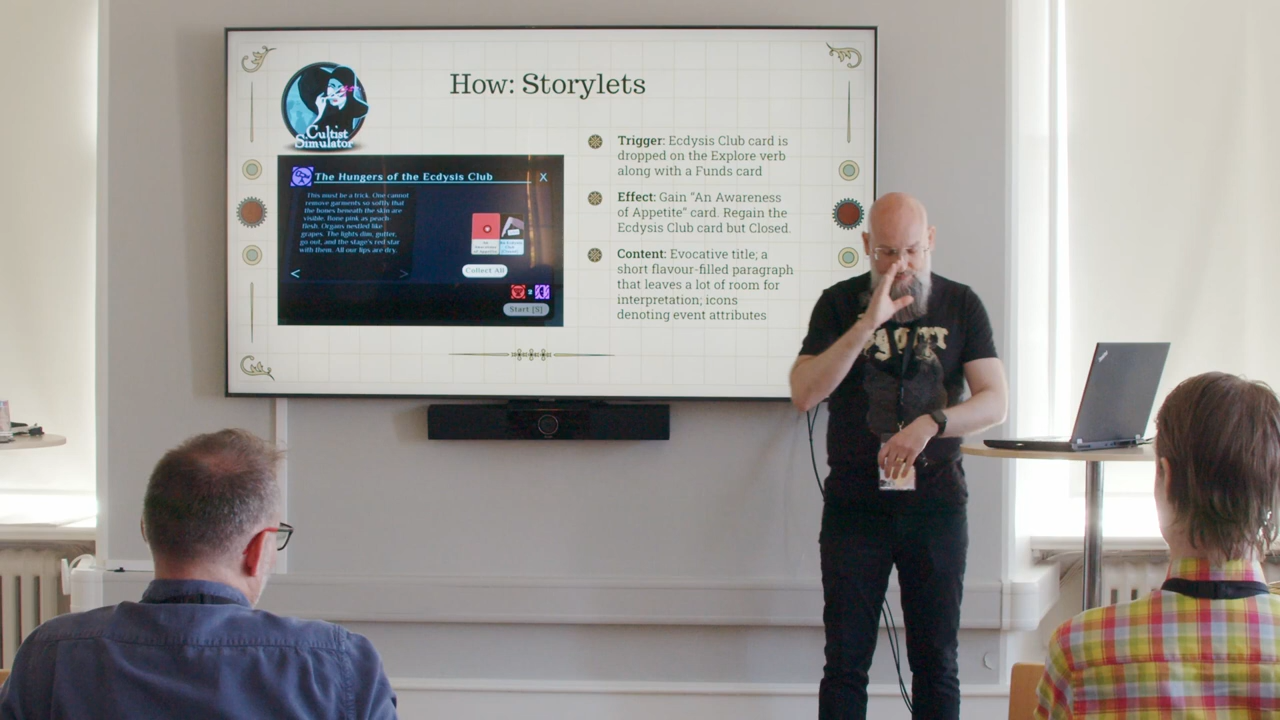 How: Storylets
Cultist
Simulator
The Hungers of the Ecdysis Club X
This must be a trick. One cannot
remove garments so softly that
the bones beneath the skin are
visible. Bone pink as peach-
flesh. Organs nestled like
grapes. The lights dim, gutter,
go out, and the stage's red star
with them. All our lips are dry.
Collect All
2
Start [S]
Trigger: Ecdysis Club card is
dropped on the Explore verb
along with a Funds card
Effect: Gain "An Awareness
of Appetite" card. Regain the
Ecdysis Club card but Closed.
Content: Evocative title; a
short flavour-filled paragraph
that leaves a lot of room for
interpretation; icons
denoting event attributes